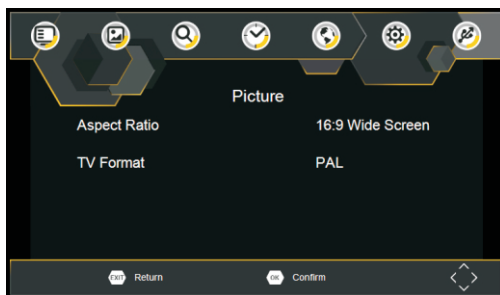 Picture
Aspect Ratio 16:9 Wide Screen
TV Format PAL
EXIT Return OK Confirm